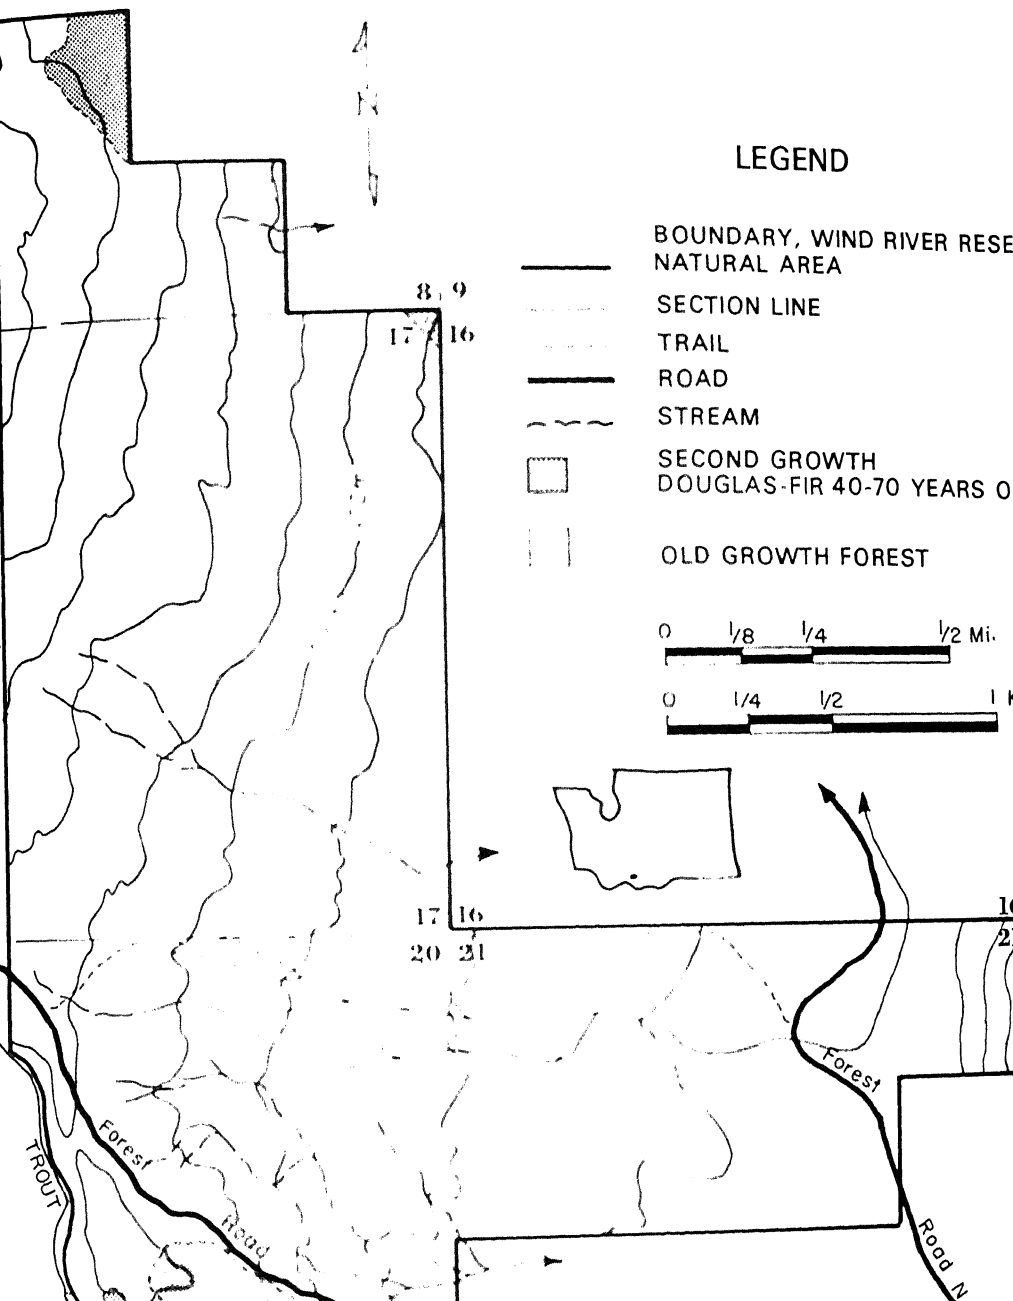 N
LEGEND
BOUNDARY, WIND RIVER RESE
NATURAL AREA
SECTION LINE
TRAIL
ROAD
STREAM
SECOND GROWTH
DOUGLAS-FIR 40-70 YEARS O
OLD GROWTH FOREST
0 1/8 1/4 1/2 Mi.
0 1/4 1/2 1 K
8 9
17 16
17 16
20 21
16
21
Forest
Road N
Forest
Road
TROUT